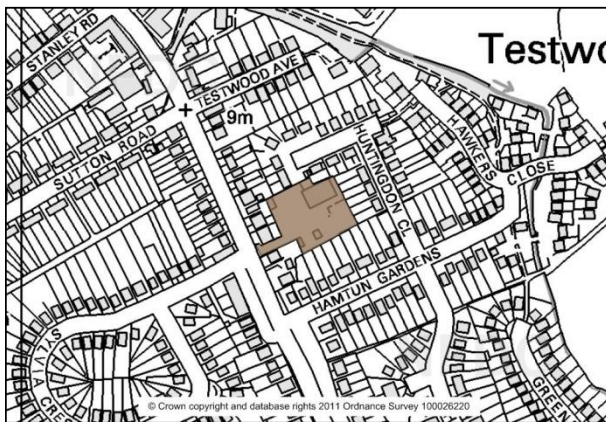 STANLEY RD
Testwo
TESTWOOD AVE
9m
SUTTON ROAD
HUNTINGDON CL
HAWKERS CLOSE
HAMTUN GARDENS
SYLVIA CRES
GREEN
© Crown copyright and database rights 2011 Ordnance Survey 100026220